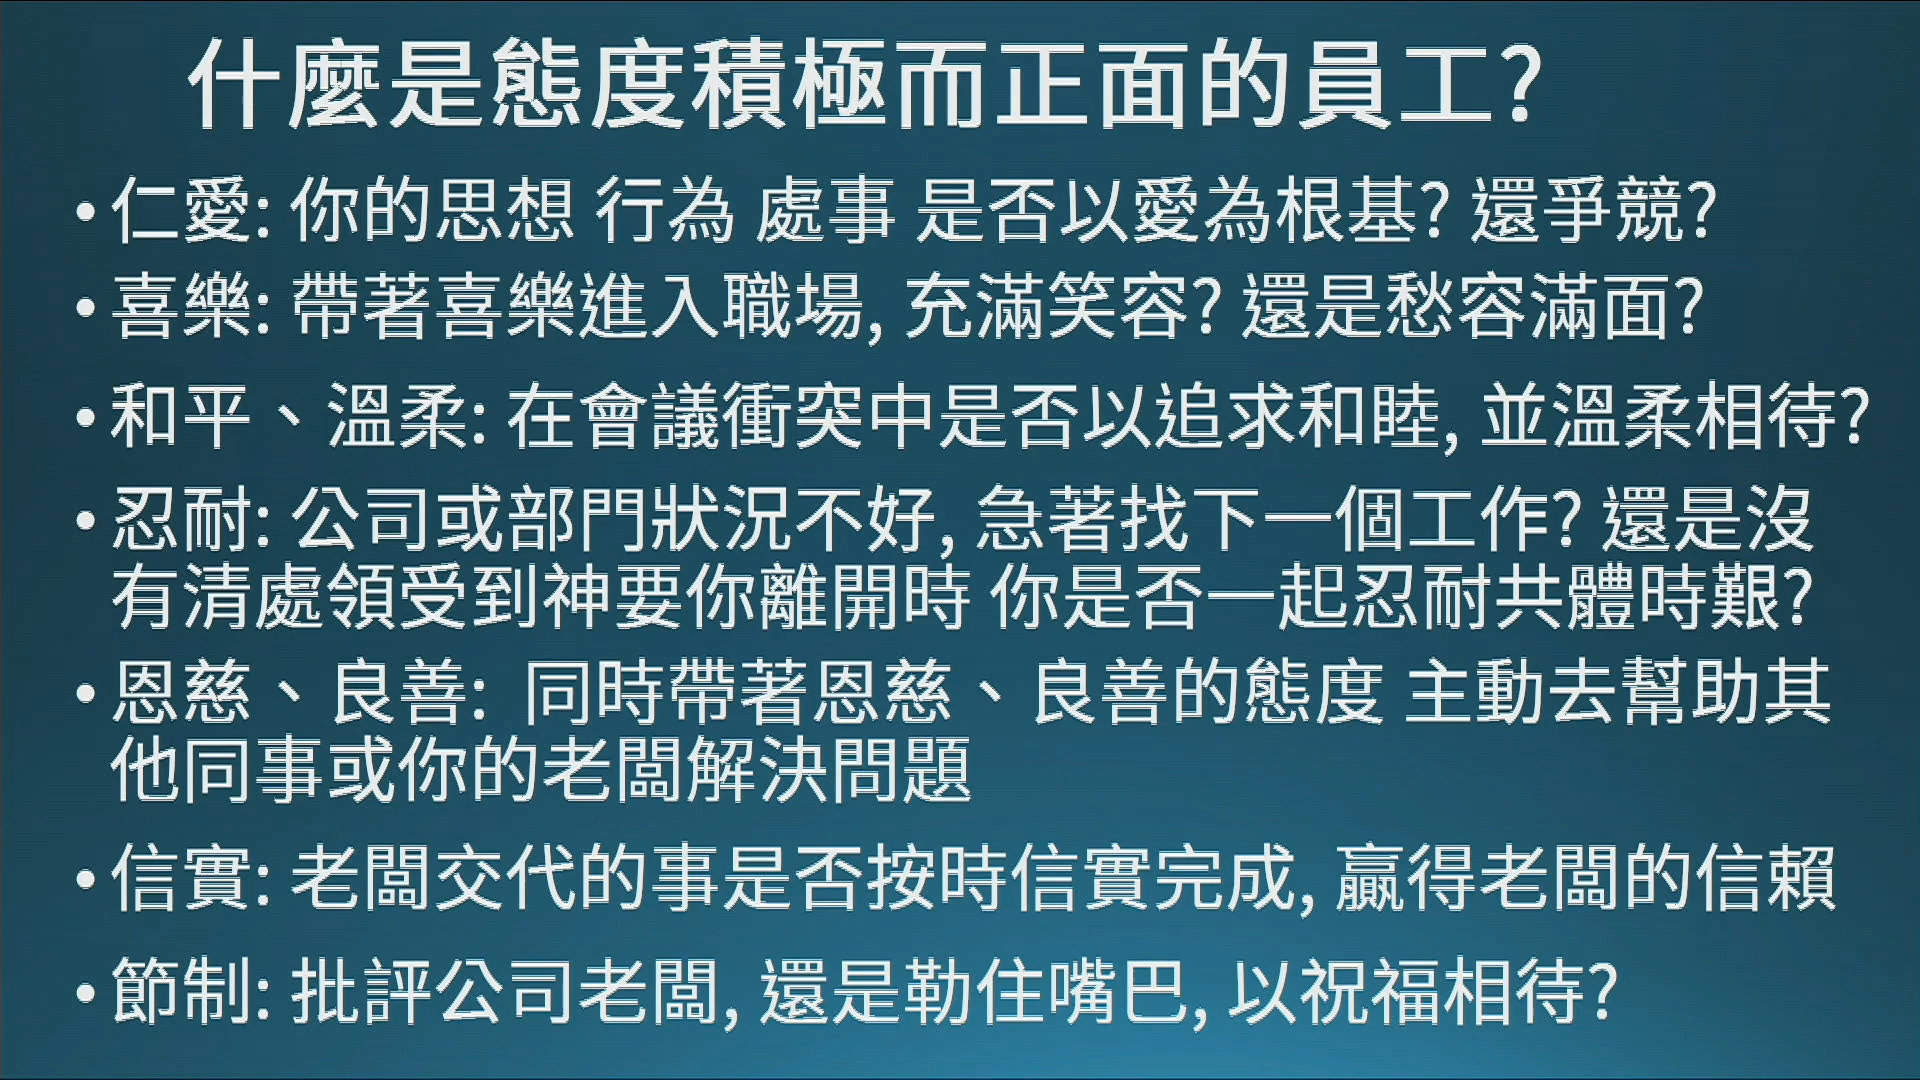 什麼是態度積極而正面的員工?
• 仁愛: 你的思想 行為 處事 是否以愛為根基? 還爭競?
• 喜樂: 帶著喜樂進入職場, 充滿笑容? 還是愁容滿面?
• 和平、溫柔: 在會議衝突中是否以追求和睦, 並溫柔相待?
• 忍耐: 公司或部門狀況不好, 急著找下一個工作? 還是沒
有清處領受到神要你離開時 你是否一起忍耐共體時艱?
• 恩慈、良善: 同時帶著恩慈、良善的態度 主動去幫助其
他同事或你的老闆解決問題
• 信實: 老闆交代的事是否按時信實完成, 贏得老闆的信賴
• 節制: 批評公司老闆, 還是勒住嘴巴, 以祝福相待?